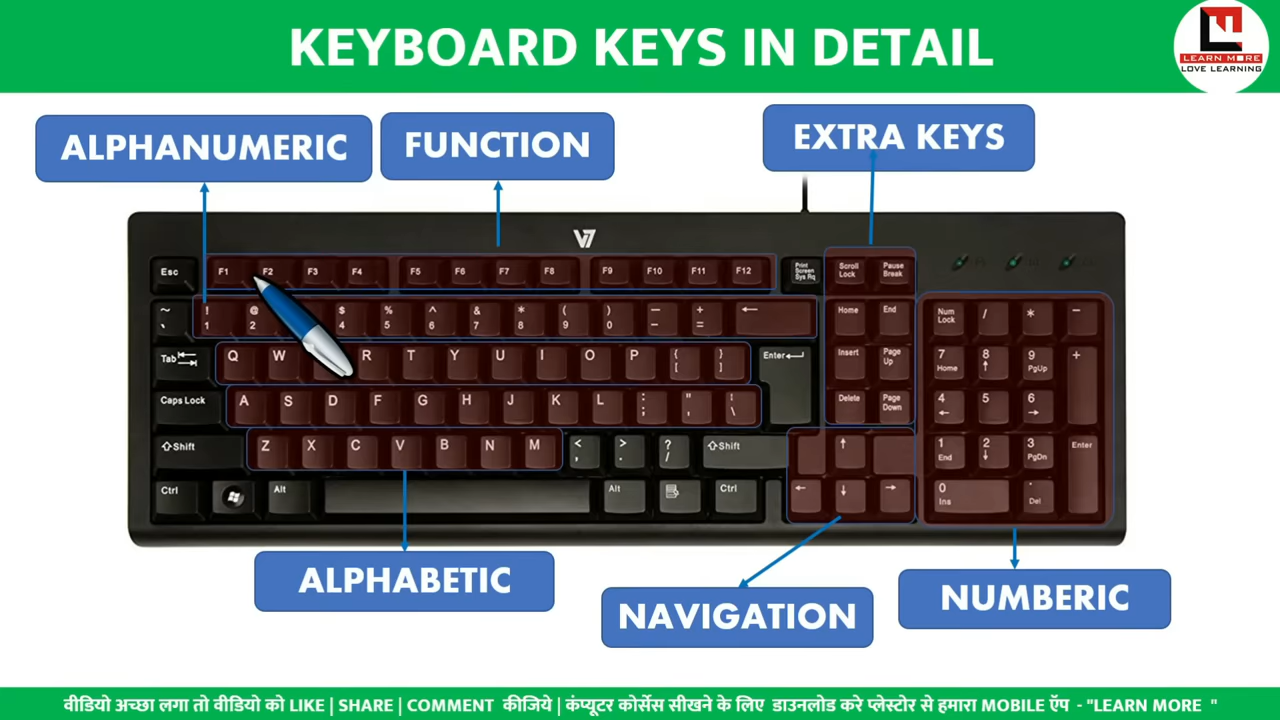 KEYBOARD KEYS IN DETAIL
LEARN MORE
LOVE LEARNING
ALPHANUMERIC
FUNCTION
EXTRA KEYS
V7
Esc F1 F2 F3 F4 F5 F6 F7 F8 F9 F10 F11 F12 Print Screen Sys Rq Scroll Lock Pause Break
~ ! @ $ % ^ & * ( ) — + ← Home End Num Lock / * −
` 1 2 4 5 6 7 8 9 0 - =
Tab Q W R T Y U I O P { } Enter Insert Page Up 7 Home 8 ↑ 9 PgUp +
[ ]
Caps Lock A S D F G H J K L : " | Delete Page Down 4 ← 5 6 →
; ' \
⇧Shift Z X C V B N M < > ? ⇧Shift ↑ 1 End 2 ↓ 3 PgDn Enter
, . /
Ctrl Alt Alt Ctrl ← ↓ → 0 Ins . Del
ALPHABETIC
NAVIGATION
NUMBERIC
वीडियो अच्छा लगा तो वीडियो को LIKE | SHARE | COMMENT कीजिये | कंप्यूटर कोर्सेस सीखने के लिए डाउनलोड करे प्लेस्टोर से हमारा MOBILE ऍप - "LEARN MORE "